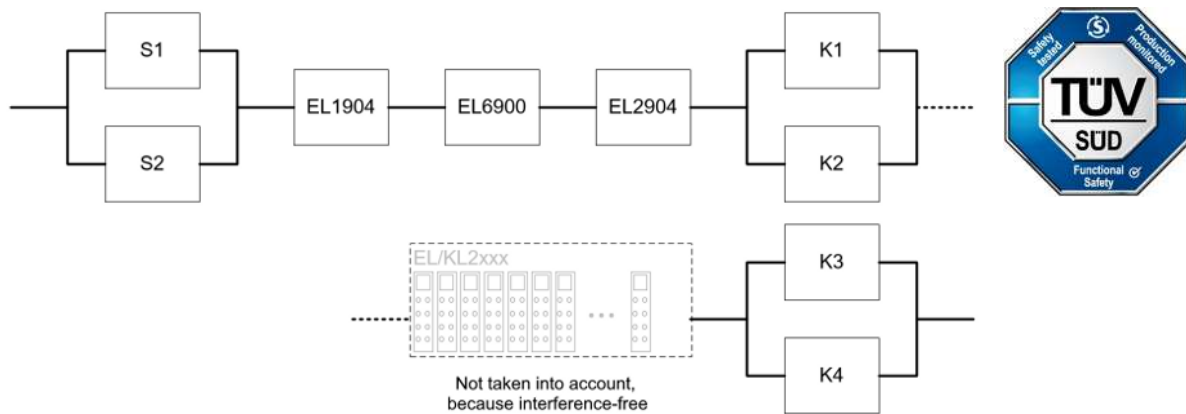 S1
S2
EL1904
EL6900
EL2904
K1
K2
Safety tested
S
Production monitored
TÜV
SÜD
Functional Safety
EL/KL2xxx
K3
K4
Not taken into account,
because interference-free